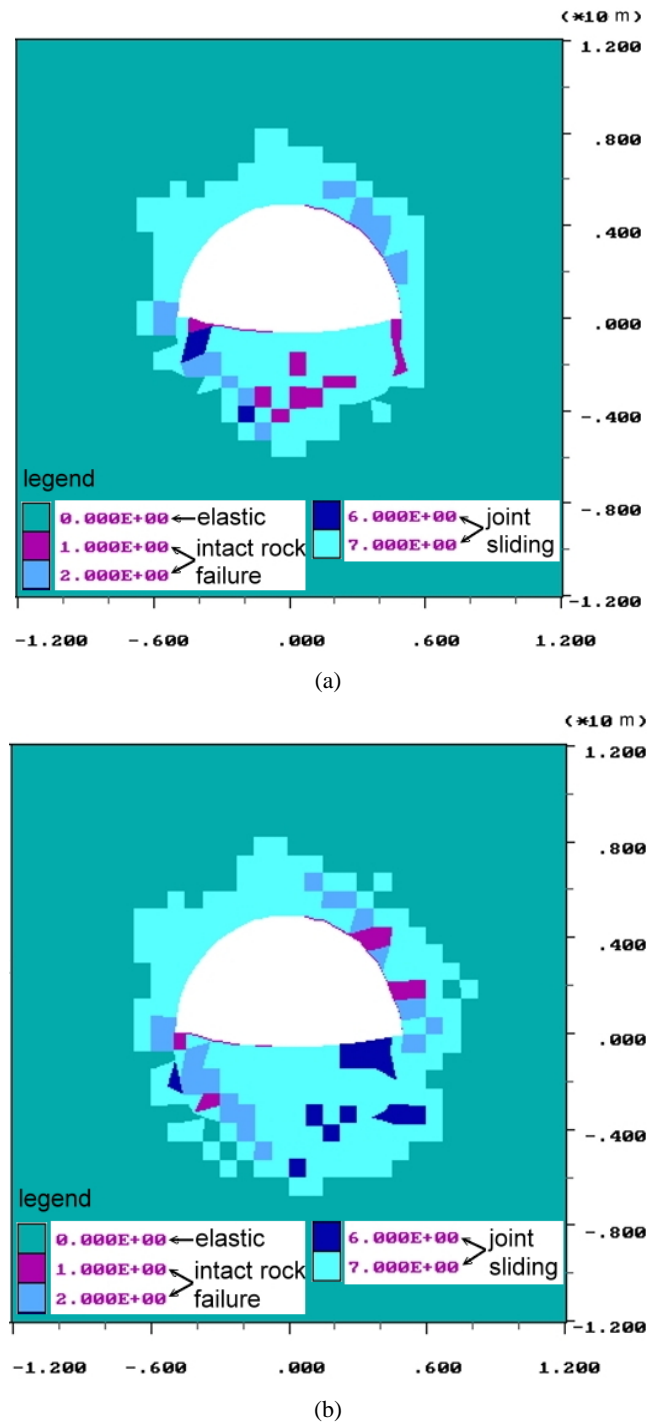 (*10 m)
1.200
.800
.400
.000
-.400
-.800
-1.200
legend
0.000E+00 elastic
1.000E+00 intact rock
2.000E+00 failure
6.000E+00 joint
7.000E+00 sliding
-1.200 -.600 .000 .600 1.200
(a)
(*10 m)
1.200
.800
.400
.000
-.400
-.800
-1.200
legend
0.000E+00 elastic
1.000E+00 intact rock
2.000E+00 failure
6.000E+00 joint
7.000E+00 sliding
-1.200 -.600 .000 .600 1.200
(b)